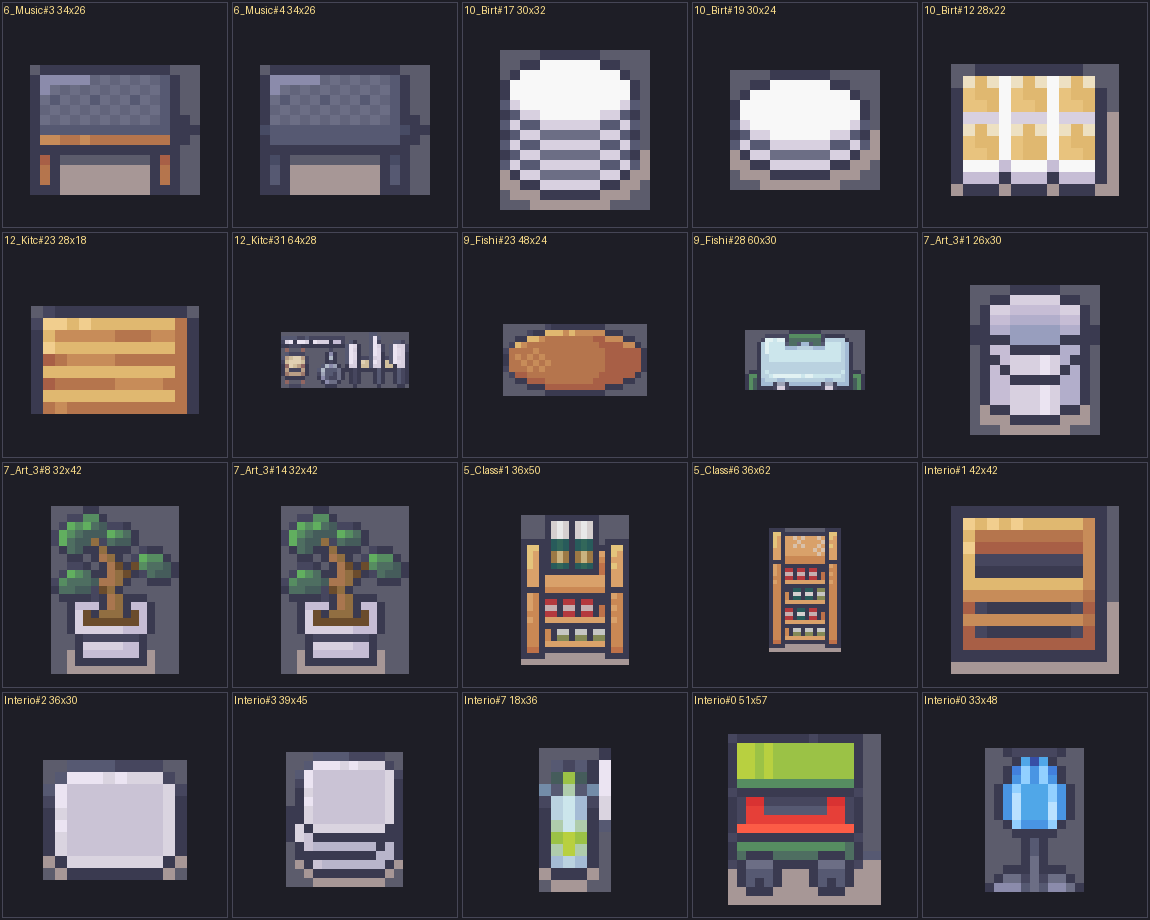 6_Music#3 34x26
6_Music#4 34x26
10_Birt#17 30x32
10_Birt#19 30x24
10_Birt#12 28x22
12_Kitc#23 28x18
12_Kitc#31 64x28
9_Fishi#23 48x24
9_Fishi#28 60x30
7_Art_3#1 26x30
7_Art_3#8 32x42
7_Art_3#14 32x42
5_Class#1 36x50
5_Class#6 36x62
Interio#1 42x42
Interio#2 36x30
Interio#3 39x45
Interio#7 18x36
Interio#0 51x57
Interio#0 33x48